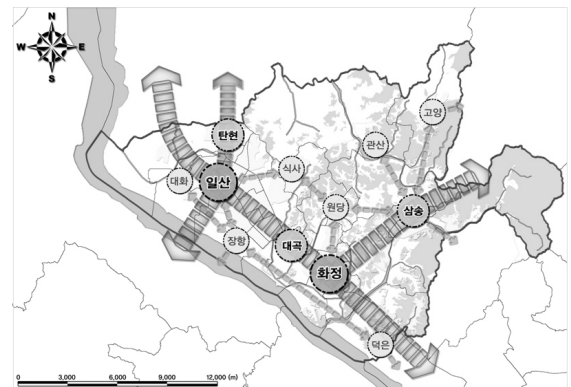 N
W E
S
고양
탄현
관산
식사
대화
일산
원당
삼송
장항
대곡
화정
덕은
0 3,000 6,000 9,000 12,000 (m)